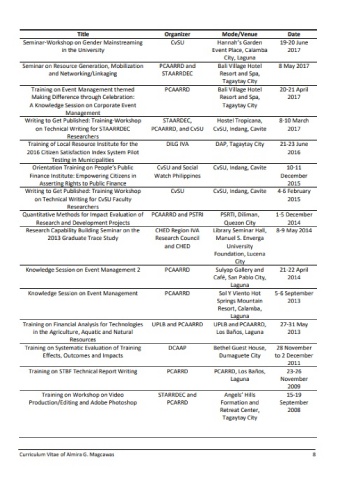 Title Organizer Mode/Venue Date
Seminar-Workshop on Gender Mainstreaming CvSU Hannah's Garden 19-20 June
in the University Event Place, Calamba 2017
City, Laguna
Seminar on Resource Generation, Mobilization PCAARRD and Bali Village Hotel 8 May 2017
and Networking/Linkaging STAARRDEC Resort and Spa,
Tagaytay City
Training on Event Management themed PCAARRD Bali Village Hotel 20-21 April
Making Difference through Celebration: Resort and Spa, 2017
A Knowledge Session on Corporate Event Tagaytay City
Management
Writing to Get Published: Training-Workshop STAARDEC, Hostel Tropicana, 8-10 March
on Technical Writing for STAARRDEC PCAARRD, and CvSU CvSU, Indang, Cavite 2017
Researchers
Training of Local Resource Institute for the DILG IVA DAP, Tagaytay City 21-23 June
2016 Citizen Satisfaction Index System Pilot 2016
Testing in Municipalities
Orientation Training on People's Public CvSU and Social CvSU, Indang, Cavite 10-11
Finance Institute: Empowering Citizens in Watch Philippines December
Asserting Rights to Public Finance 2015
Writing to Get Published: Training Workshop CvSU CvSU, Indang, Cavite 4-6 February
on Technical Writing for CvSU Faculty 2015
Researchers
Quantitative Methods for Impact Evaluation of PCAARRD and PSTRI PSRTI, Diliman, 1-5 December
Research and Development Projects Quezon City 2014
Research Capability Building Seminar on the CHED Region IVA Library Seminar Hall, 8-9 May 2014
2013 Graduate Trace Study Research Council Manuel S. Enverga
and CHED University
Foundation, Lucena
City
Knowledge Session on Event Management 2 PCAARRD Sulyap Gallery and 21-22 April
Café, San Pablo City, 2014
Laguna
Knowledge Session on Event Management PCAARRD Sol Y Viento Hot 5-6 September
Springs Mountain 2013
Resort, Calamba,
Laguna
Training on Financial Analysis for Technologies UPLB and PCAARRD UPLB and PCAARRD, 27-31 May
in the Agriculture, Aquatic and Natural Los Baños, Laguna 2013
Resources
Training on Systematic Evaluation of Training DCAAP Bethel Guest House, 28 November
Effects, Outcomes and Impacts Dumaguete City to 2 December
2011
Training on STBF Technical Report Writing PCARRD PCARRD, Los Baños, 23-26
Laguna November
2009
Training on Workshop on Video STARRDEC and Angels' Hills 15-19
Production/Editing and Adobe Photoshop PCARRD Formation and September
Retreat Center, 2008
Tagaytay City
Curriculum Vitae of Almira G. Magcawas 8